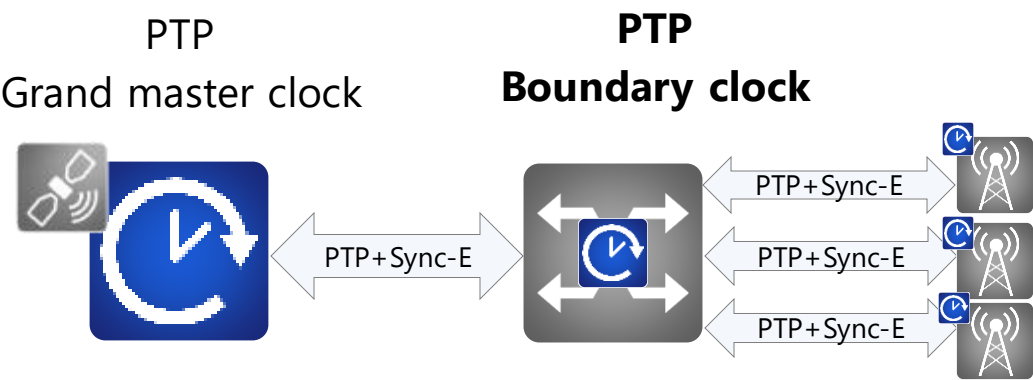 PTP
Grand master clock
PTP
Boundary clock
PTP+Sync-E
PTP+Sync-E
PTP+Sync-E
PTP+Sync-E